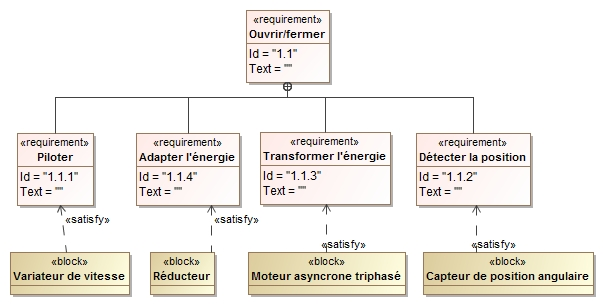 «requirement»
Ouvrir/fermer
Id = "1.1"
Text = ""
«requirement»
Piloter
Id = "1.1.1"
Text = ""
«requirement»
Adapter l'énergie
Id = "1.1.4"
Text = ""
«requirement»
Transformer l'énergie
Id = "1.1.3"
Text = ""
«requirement»
Détecter la position
Id = "1.1.2"
Text = ""
«satisfy»
«satisfy»
«satisfy»
«satisfy»
«block»
Variateur de vitesse
«block»
Réducteur
«block»
Moteur asyncrone triphasé
«block»
Capteur de position angulaire